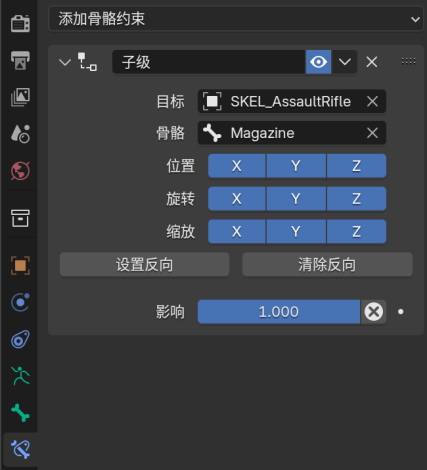 添加骨骼约束
子级
目标 SKEL_AssaultRifle
骨骼 Magazine
位置 X Y Z
旋转 X Y Z
缩放 X Y Z
设置反向 清除反向
影响 1.000